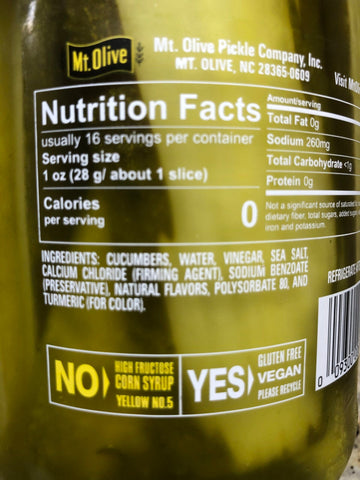 Mt. Olive
Mt. Olive Pickle Company, Inc.
MT. OLIVE, NC 28365-0609
Visit
Nutrition Facts
usually 16 servings per container
Serving size
1 oz (28 g/ about 1 slice)
Calories
per serving
0
Amount/serving
Total Fat 0g
Sodium 260mg
Total Carbohydrate <1g
Protein 0g
Not a significant source of saturated
dietary fiber, total sugars, added
iron and potassium.
INGREDIENTS: CUCUMBERS, WATER, VINEGAR, SEA SALT,
CALCIUM CHLORIDE (FIRMING AGENT), SODIUM BENZOATE
(PRESERVATIVE), NATURAL FLAVORS, POLYSORBATE 80, AND
TURMERIC (FOR COLOR).
NO
HIGH FRUCTOSE
CORN SYRUP
YELLOW NO.5
YES
GLUTEN FREE
VEGAN
PLEASE RECYCLE